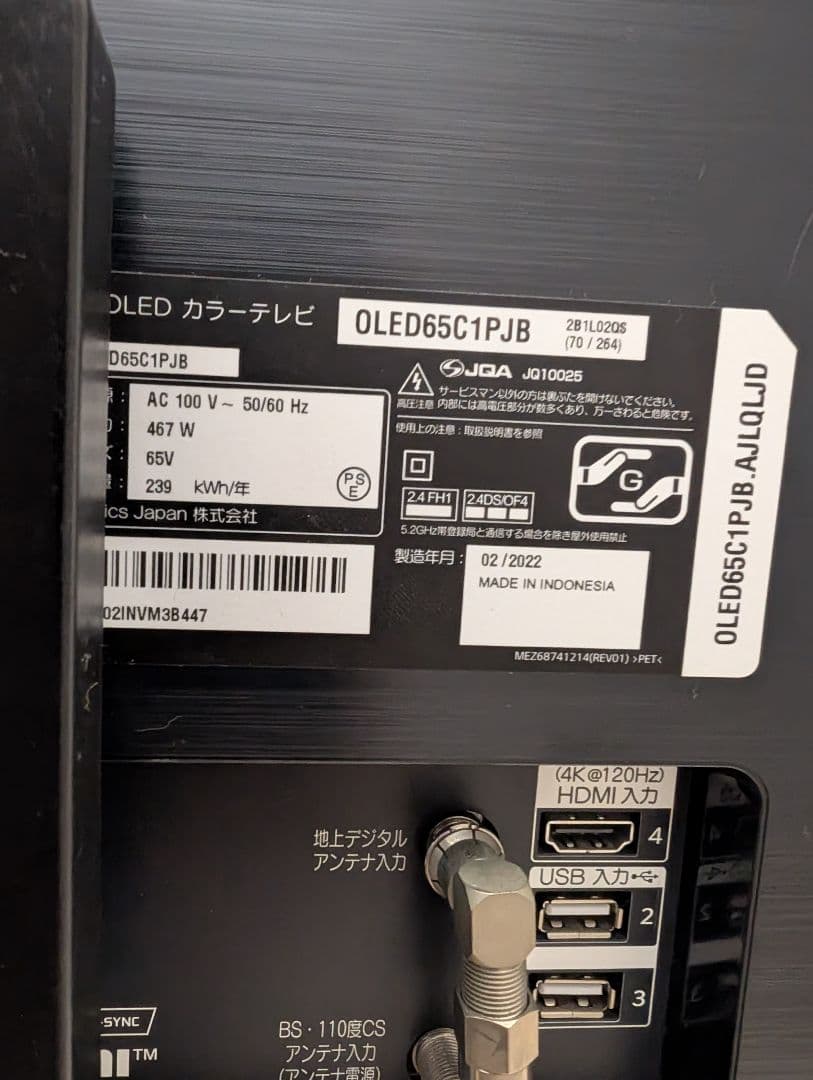 OLED カラーテレビ
OLED65C1PJB
2B1L02QS
(70 / 264)
D65C1PJB
AC 100 V～ 50/60 Hz
467 W
65V
239 kWh/年
PS
E
ics Japan 株式会社
02INVM3B447
JQA JQ10025
サービスマン以外の方は裏ぶたを開けないでください。
高圧注意 内部には高電圧部分が数多くあり、万一さわると危険です。
使用上の注意：取扱説明書を参照
G
2.4 FH1
2.4DS/OF4
5.2GHz帯登録局と通信する場合を除き屋外使用禁止
製造年月：
02 /2022
MADE IN INDONESIA
MEZ68741214(REV01) >PET<
OLED65C1PJB.AJLQLJD
(4K@120Hz)
HDMI 入力
4
地上デジタル
アンテナ入力
USB 入力
2
3
-SYNC
TM
BS・110度CS
アンテナ入力
(アンテナ電源)